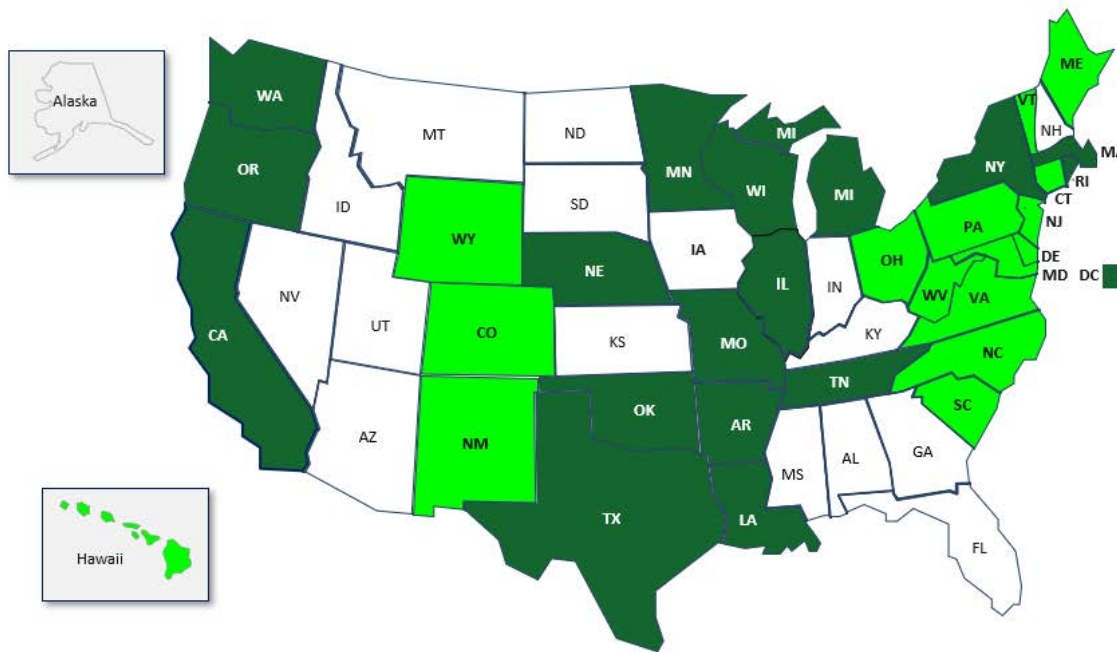 ME
WA
VT
Alaska
MT
ND
MI
NH
MA
MN
NY
OR
WI
MI
RI
ID
SD
CT
WY
PA
NJ
IA
NE
OH
DE
IL
IN
MD
DC
NV
WV
VA
UT
CO
CA
KS
MO
KY
NC
TN
SC
OK
AR
AZ
NM
GA
MS
AL
TX
LA
FL
Hawaii